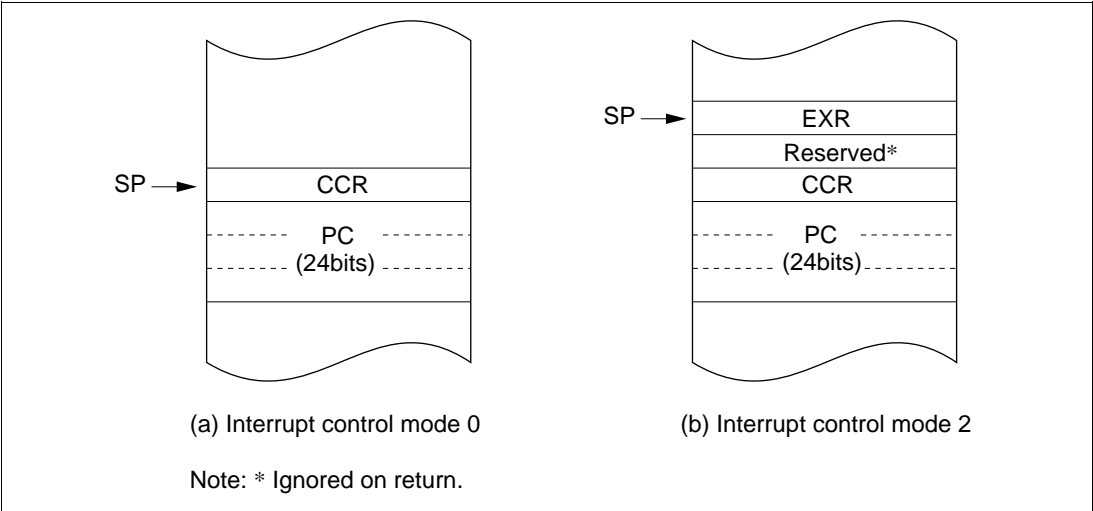 SP
CCR
PC
(24bits)
(a) Interrupt control mode 0
SP
EXR
Reserved*
CCR
PC
(24bits)
(b) Interrupt control mode 2
Note: * Ignored on return.